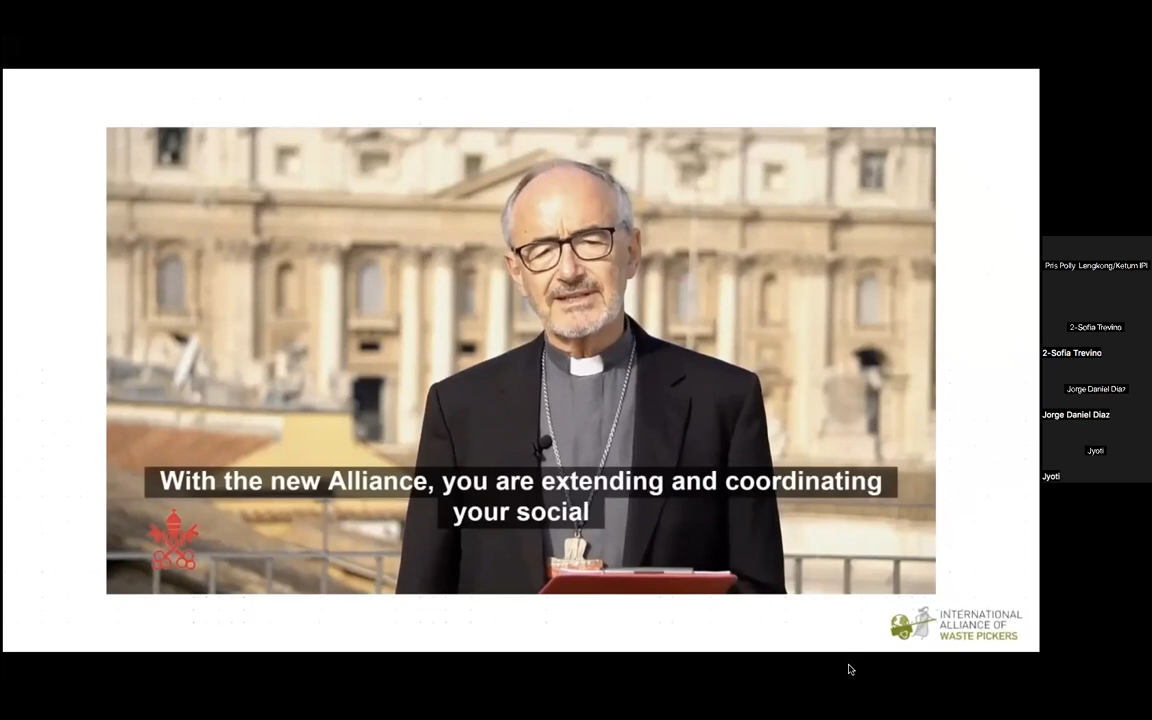 With the new Alliance, you are extending and coordinating
your social
INTERNATIONAL
ALLIANCE OF
WASTE PICKERS
Pris Polly Lengkong/Ketum IPI
2-Sofia Trevino
2-Sofia Trevino
Jorge Daniel Diaz
Jorge Daniel Diaz
Jyoti
Jyoti